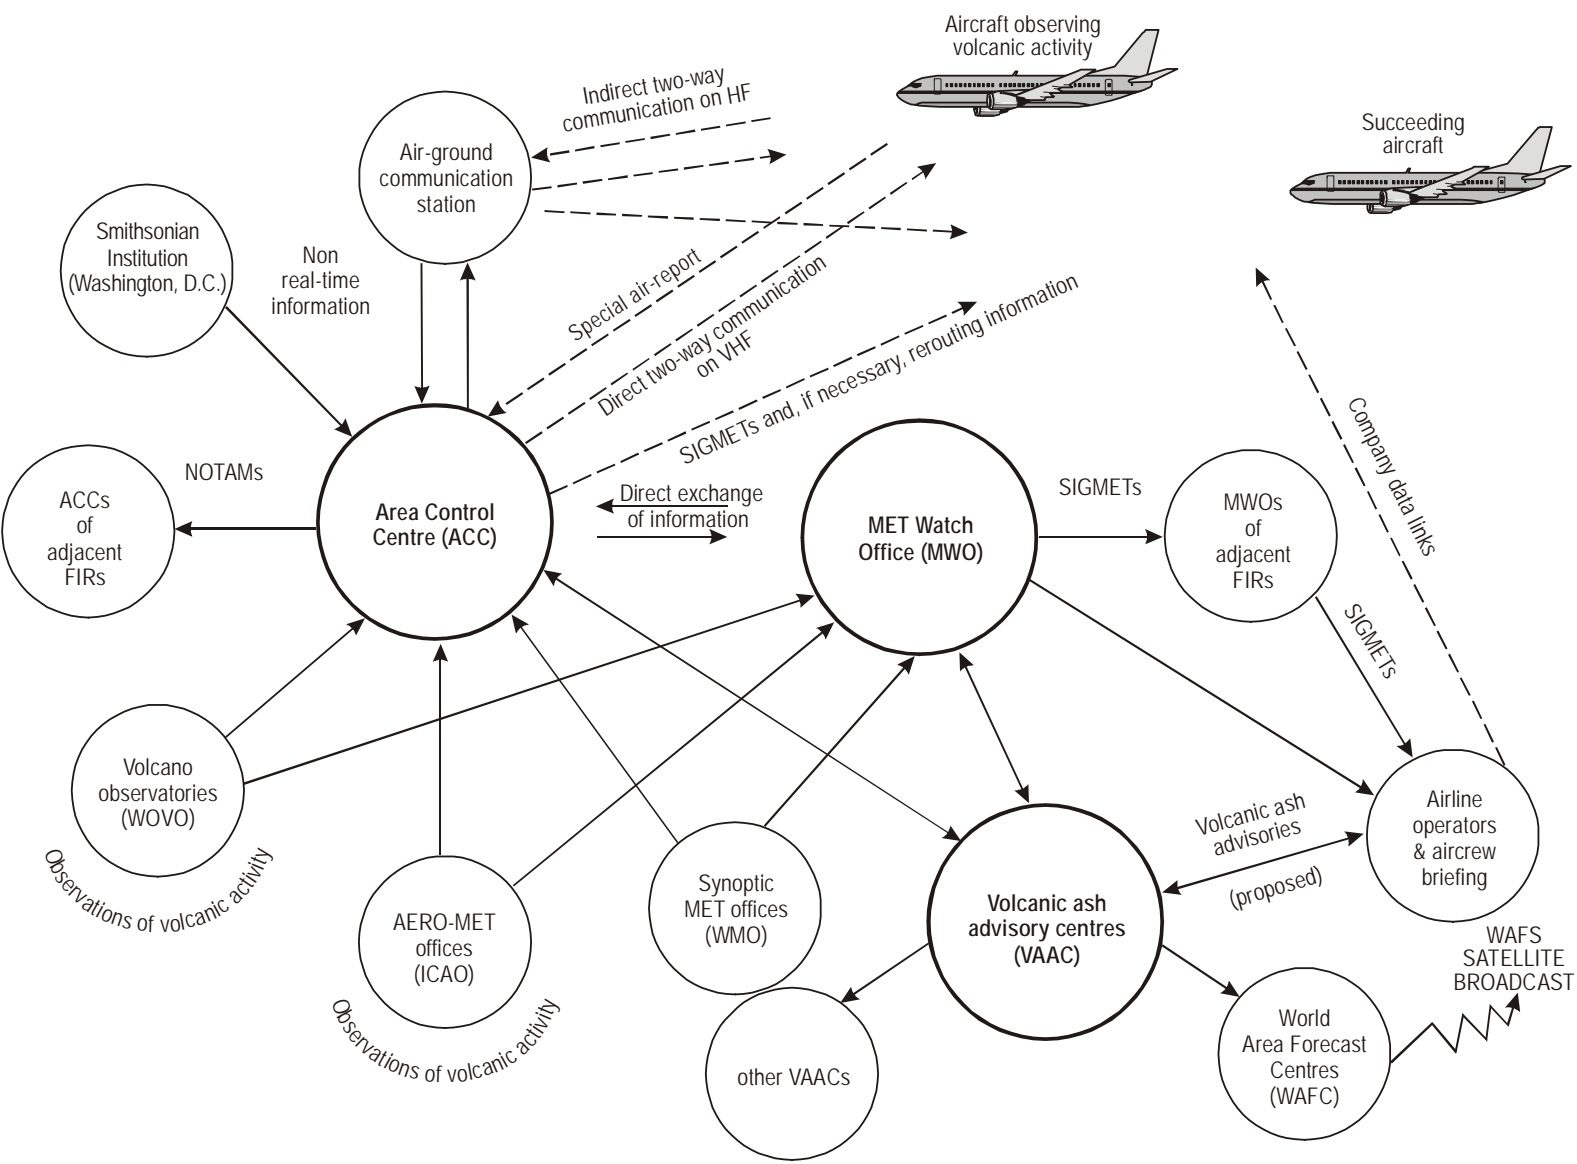 Aircraft observing
volcanic activity
Indirect two-way
communication on HF
Succeeding
aircraft
Air-ground
communication
station
Smithsonian
Institution
(Washington, D.C.)
Non
real-time
information
Special air-report
Direct two-way communication
on VHF
SIGMETs and, if necessary, rerouting information
Company data links
NOTAMs
ACCs
of
adjacent
FIRs
Area Control
Centre (ACC)
Direct exchange
of information
MET Watch
Office (MWO)
SIGMETs
MWOs
of
adjacent
FIRs
SIGMETs
Volcano
observatories
(WOVO)
Observations of volcanic activity
AERO-MET
offices
(ICAO)
Observations of volcanic activity
Synoptic
MET offices
(WMO)
Volcanic ash
advisory centres
(VAAC)
Volcanic ash
advisories
(proposed)
Airline
operators
& aircrew
briefing
WAFS
SATELLITE
BROADCAST
other VAACs
World
Area Forecast
Centres
(WAFC)